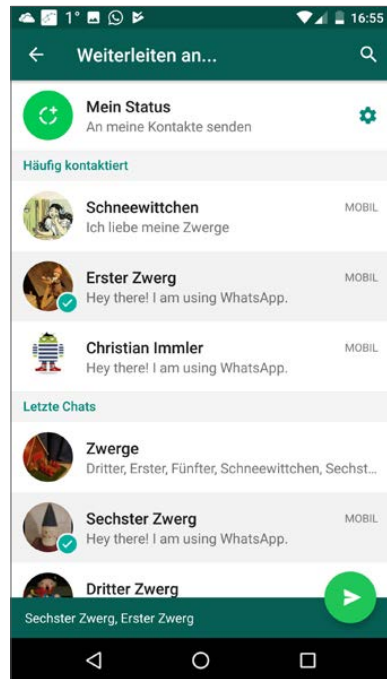 1° 16:55
Weiterleiten an...
Mein Status
An meine Kontakte senden
Häufig kontaktiert
Schneewittchen MOBIL
Ich liebe meine Zwerge
Erster Zwerg MOBIL
Hey there! I am using WhatsApp.
Christian Immler MOBIL
Hey there! I am using WhatsApp.
Letzte Chats
Zwerge
Dritter, Erster, Fünfter, Schneewittchen, Sechst...
Sechster Zwerg MOBIL
Hey there! I am using WhatsApp.
Dritter Zwerg
Sechster Zwerg, Erster Zwerg